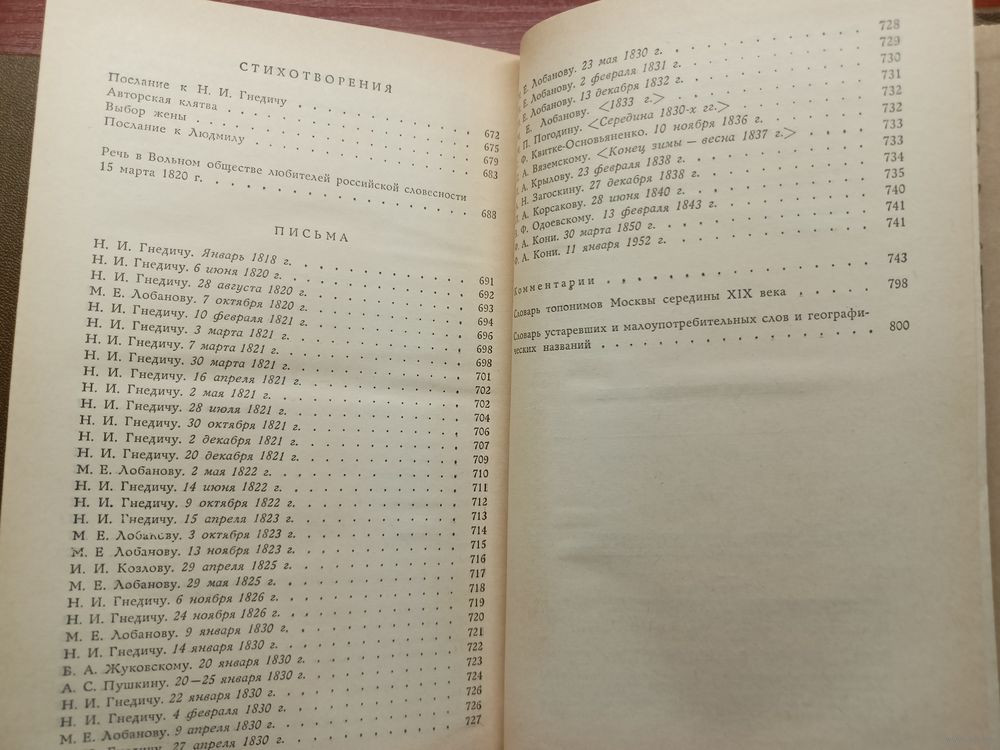 СТИХОТВОРЕНИЯ
Послание к Н. И. Гнедичу . . . . . . . 672
Авторская клятва . . . . . . . . . 675
Выбор жены . . . . . . . . . . . 679
Послание к Людмилу . . . . . . . . . 683
Речь в Вольном обществе любителей российской словесности
15 марта 1820 г. . . . . . . . . . 688
ПИСЬМА
Н. И. Гнедичу. Январь 1818 г. . . . . . . 691
Н. И. Гнедичу. 6 июня 1820 г. . . . . . . 692
Н. И. Гнедичу. 28 августа 1820 г. . . . . . . 693
М. Е. Лобанову. 7 октября 1820 г. . . . . . . 694
Н. И. Гнедичу. 10 февраля 1821 г. . . . . . . 696
Н. И. Гнедичу. 3 марта 1821 г. . . . . . . 698
Н. И. Гнедичу. 7 марта 1821 г. . . . . . . 698
Н. И. Гнедичу. 30 марта 1821 г. . . . . . . 701
Н. И. Гнедичу. 16 апреля 1821 г. . . . . . . 702
Н. И. Гнедичу. 2 мая 1821 г. . . . . . . 702
Н. И. Гнедичу. 28 июля 1821 г. . . . . . . 704
Н. И. Гнедичу. 30 октября 1821 г. . . . . . . 706
Н. И. Гнедичу. 2 декабря 1821 г. . . . . . . 707
Н. И. Гнедичу. 20 декабря 1821 г. . . . . . . 709
М. Е. Лобанову. 2 мая 1822 г. . . . . . . 710
Н. И. Гнедичу. 14 июня 1822 г. . . . . . . 711
Н. И. Гнедичу. 9 октября 1822 г. . . . . . . 712
Н. И. Гнедичу. 15 апреля 1823 г. . . . . . . 713
М. Е. Лобанову. 3 октября 1823 г. . . . . . . 714
М. Е Лобанову. 13 ноября 1823 г. . . . . . . 715
И. И. Козлову. 29 апреля 1825 г. . . . . . . 716
М. Е. Лобанову. 29 мая 1825 г. . . . . . . 717
Н. И. Гнедичу. 6 ноября 1826 г. . . . . . . 718
Н. И. Гнедичу. 24 ноября 1826 г. . . . . . . 719
М. Е. Лобанову. 9 января 1830 г. . . . . . . 720
Н. И. Гнедичу. 14 января 1830 г. . . . . . . 721
В. А. Жуковскому. 20 января 1830 г. . . . . . . 722
А. С. Пушкину. 20—25 января 1830 г. . . . . . . 723
Н. И. Гнедичу. 22 января 1830 г. . . . . . . 724
Н. И. Гнедичу. 4 февраля 1830 г. . . . . . . 726
М. Е. Лобанову. 9 апреля 1830 г. . . . . . . 726
Гнедичу. 27 апреля 1830 г. . . . . . . 727
Е. Лобанову. 23 мая 1830 г. . . . . . . 728
Е. Лобанову. 2 февраля 1831 г. . . . . . . 729
Е. Лобанову. 13 декабря 1832 г. . . . . . . 730
Е. Лобанову. <1833 г.> . . . . . . . 731
П. Погодину. <Середина 1830-х гг.> . . . . . . 732
Ф. Квитке-Основьяненко. 10 ноября 1836 г. . . . . 732
А. Вяземскому. <Конец зимы — весна 1837 г.> . . . 733
А. Крылову. 23 февраля 1838 г. . . . . . . 733
Н. Загоскину. 27 декабря 1838 г. . . . . . . 734
А. Корсакову. 28 июня 1840 г. . . . . . . 735
Ф. Одоевскому. 13 февраля 1843 г. . . . . . . 740
А. Кони. 30 марта 1850 г. . . . . . . 741
Ф. А. Кони. 11 января 1952 г. . . . . . . 741
Комментарии . . . . . . . . . 743
Словарь топонимов Москвы середины XIX века . . . . 798
Словарь устаревших и малоупотребительных слов и географи-
ческих названий . . . . . . . . . 800